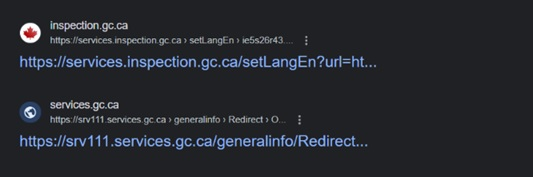 inspection.gc.ca
https://services.inspection.gc.ca › setLangEn › ie5s26r43....
https://services.inspection.gc.ca/setLangEn?url=ht...
services.gc.ca
https://srv111.services.gc.ca › generalinfo › Redirect › O...
https://srv111.services.gc.ca/generalinfo/Redirect...